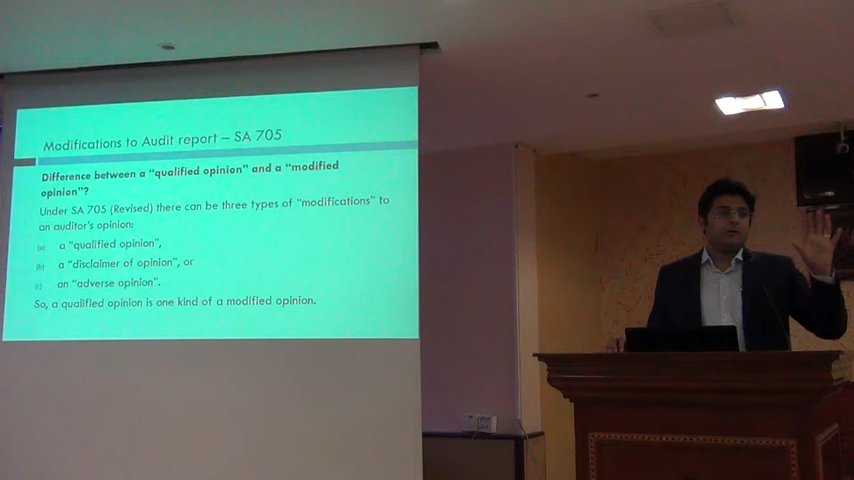 Modifications to Audit report – SA 705
Difference between a "qualified opinion" and a "modified
opinion"?
Under SA 705 (Revised) there can be three types of "modifications" to
an auditor's opinion:
(a) a "qualified opinion",
(b) a "disclaimer of opinion", or
(c) an "adverse opinion".
So, a qualified opinion is one kind of a modified opinion.